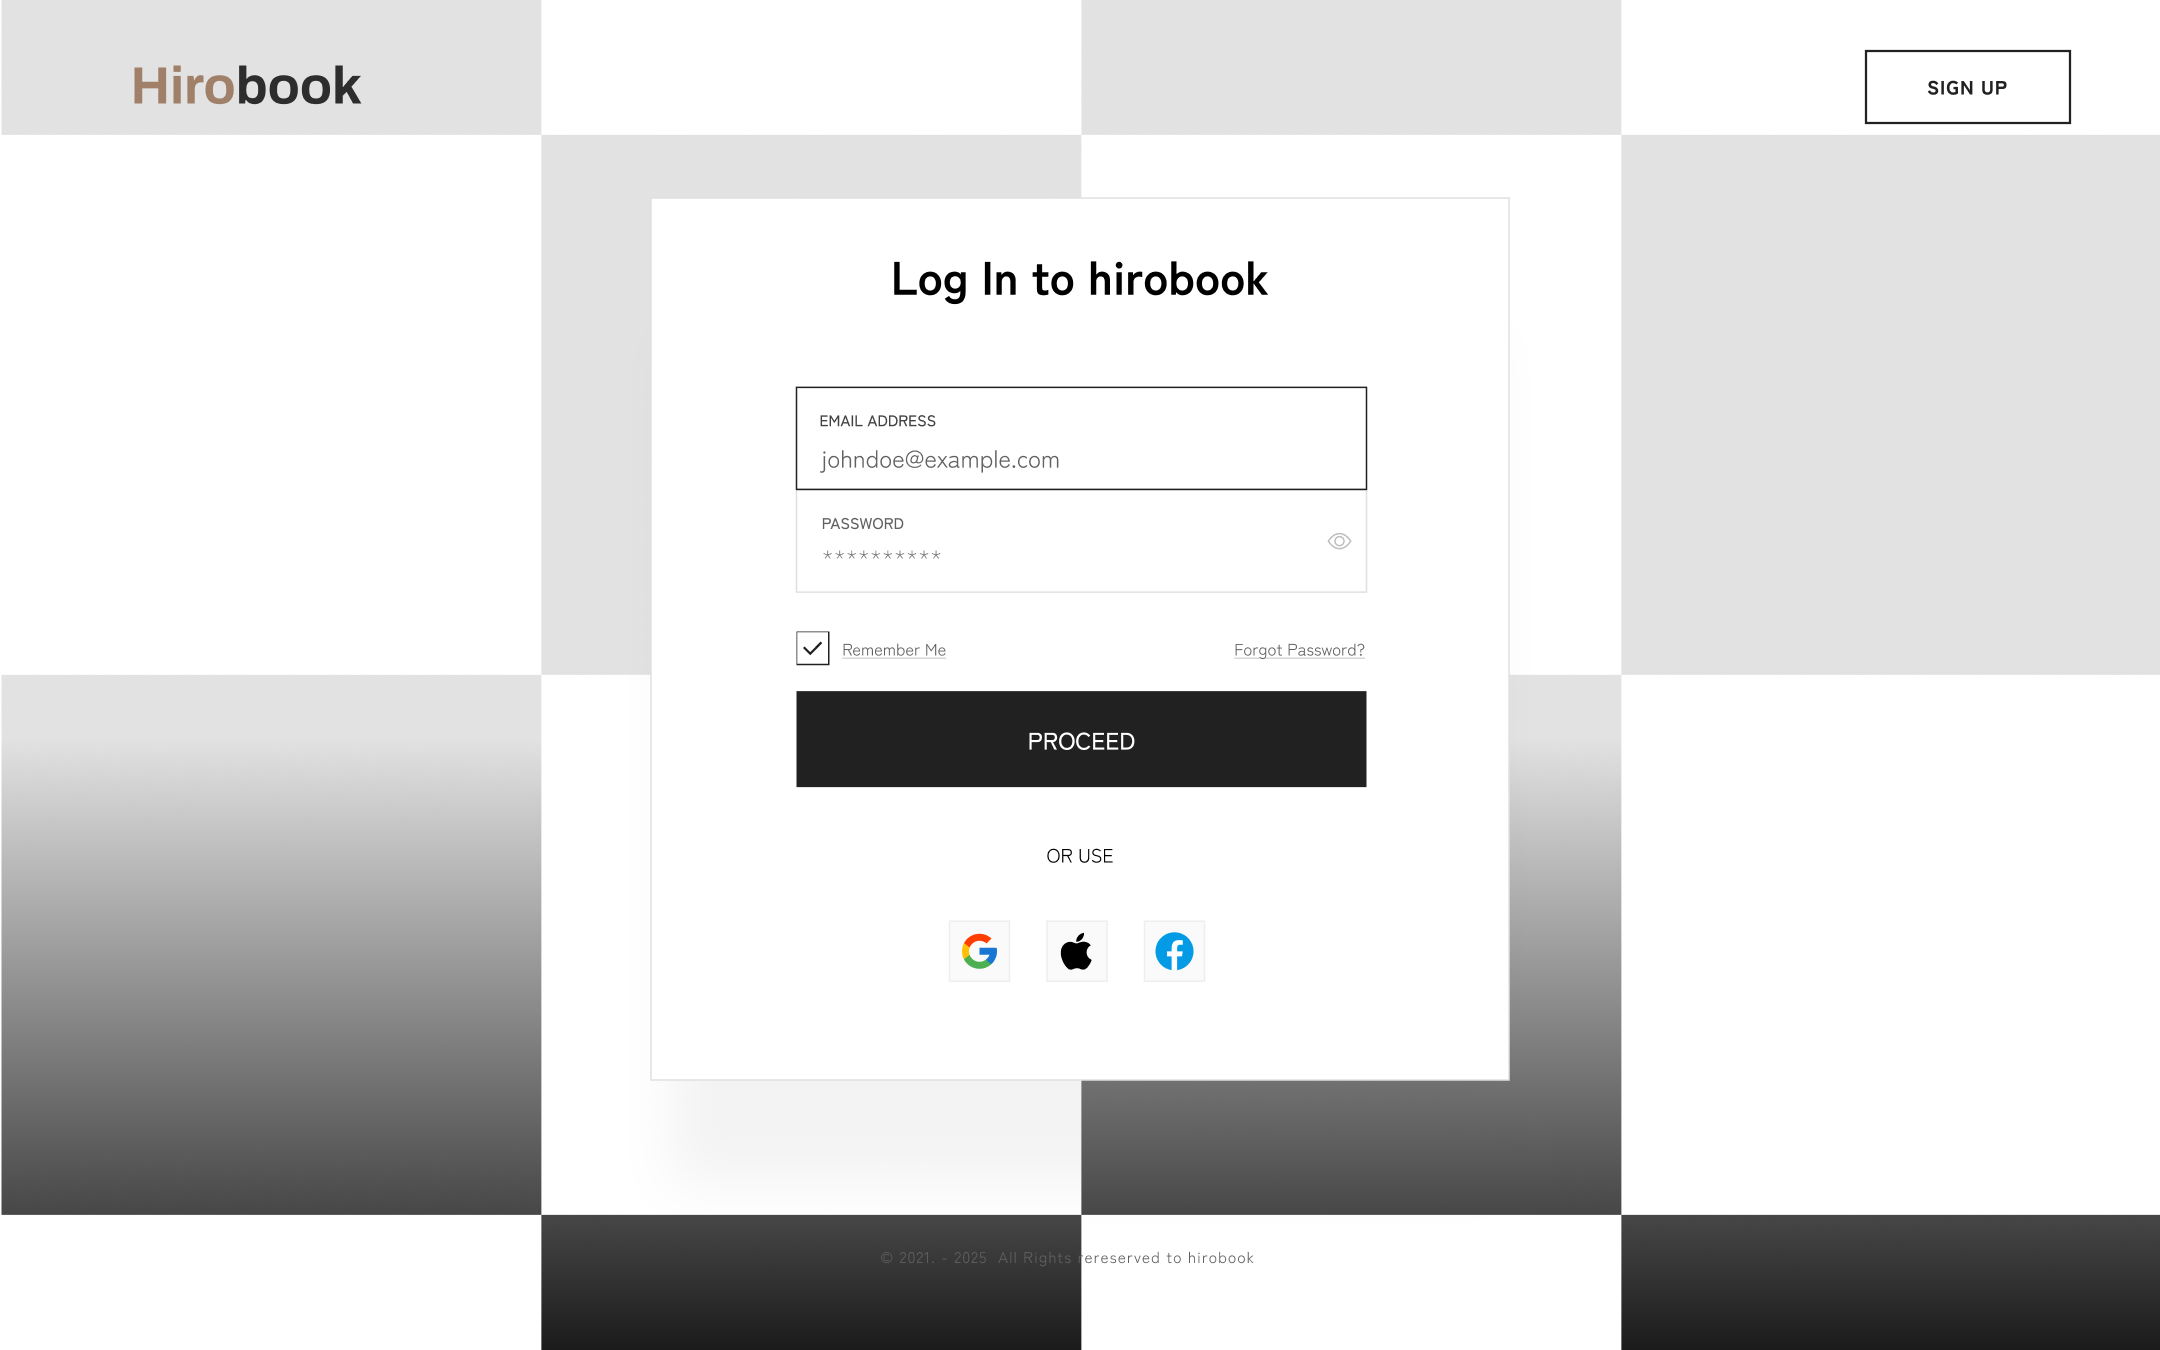 Hirobook
SIGN UP
Log In to hirobook
EMAIL ADDRESS
johndoe@example.com
PASSWORD
**********
Remember Me
Forgot Password?
PROCEED
OR USE
© 2021. - 2025 All Rights rereserved to hirobook